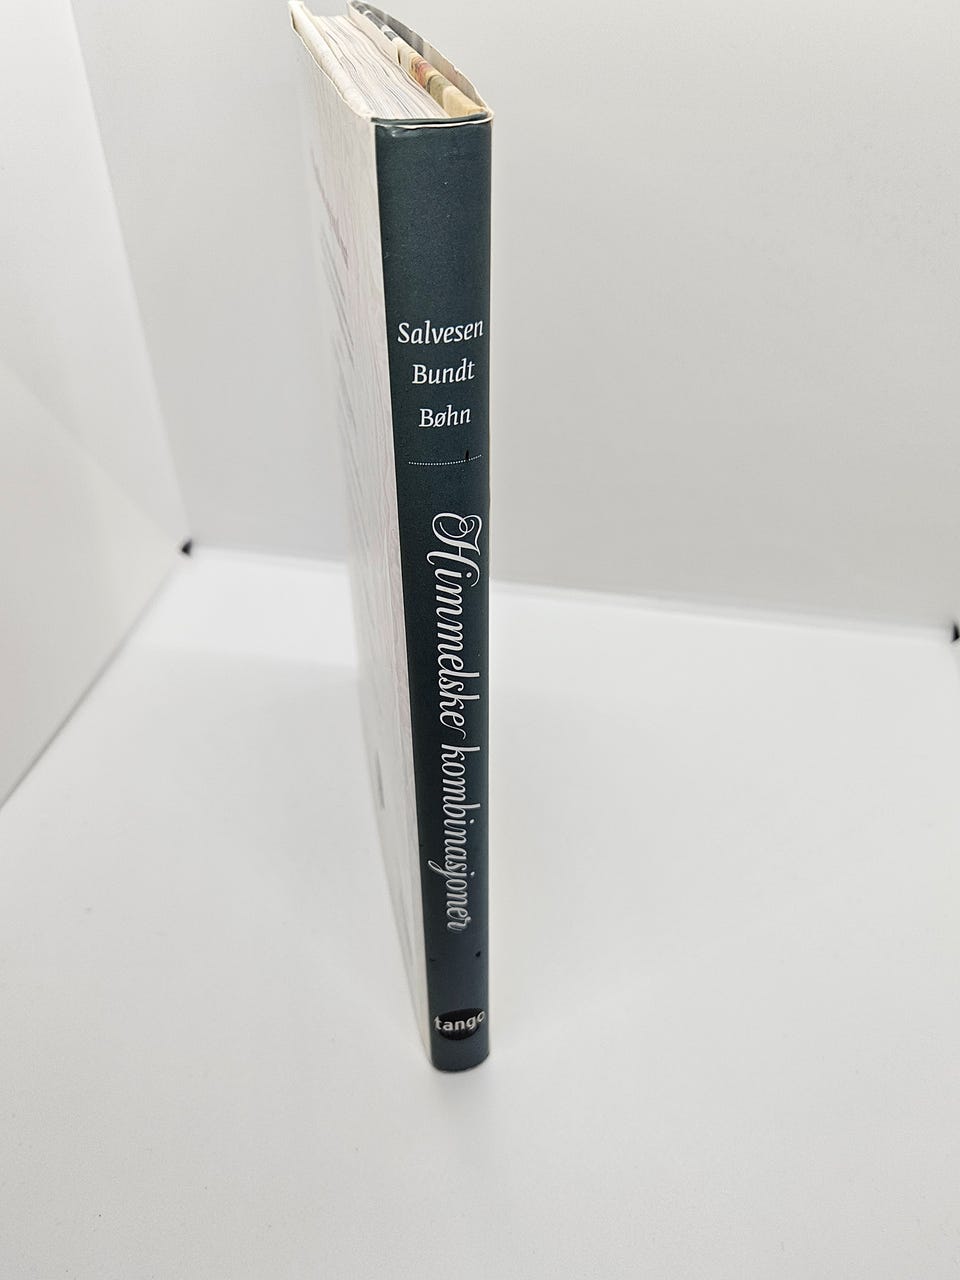 Salvesen
Bundt
Bøhn
Himmelske kombinasjoner
tango